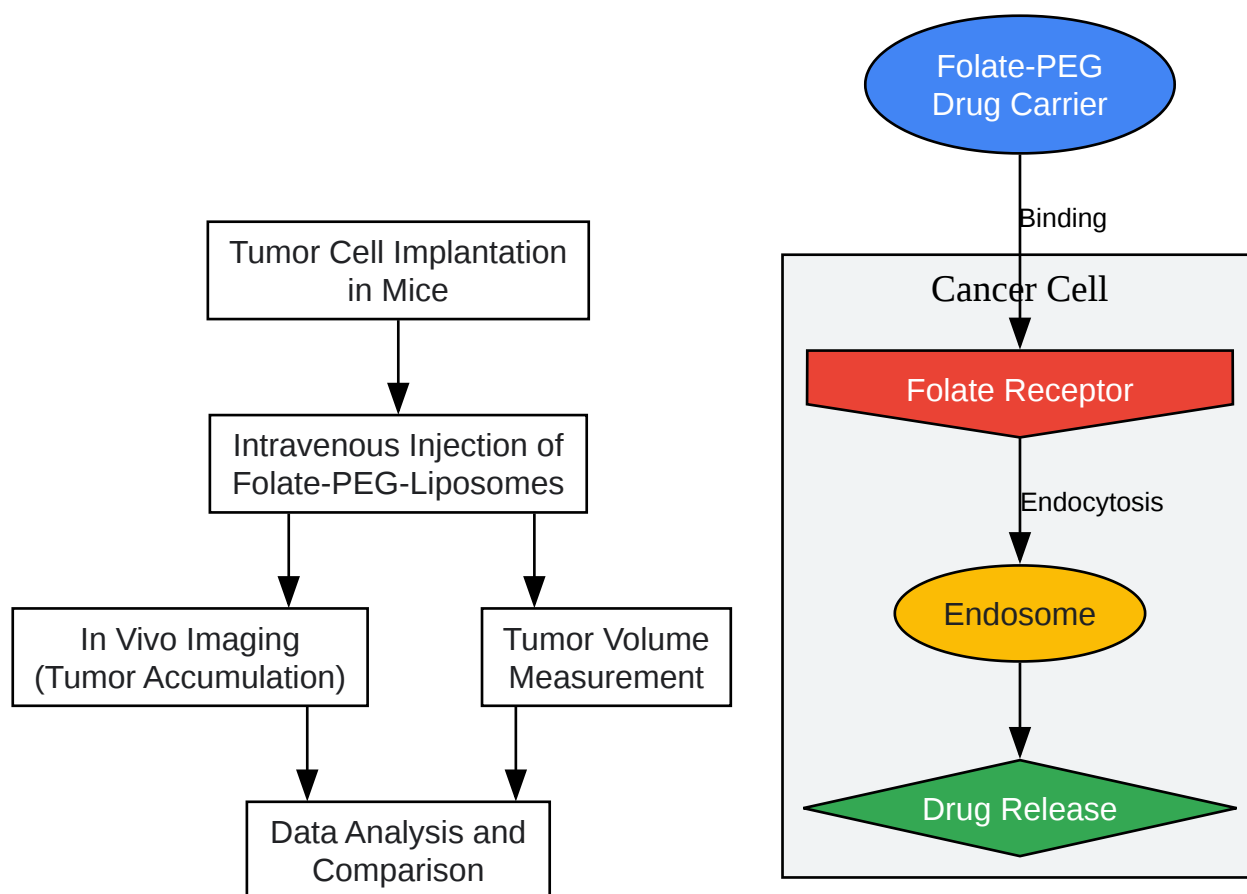 Tumor Cell Implantation
in Mice
Intravenous Injection of
Folate-PEG-Liposomes
In Vivo Imaging
(Tumor Accumulation)
Tumor Volume
Measurement
Data Analysis and
Comparison
Folate-PEG
Drug Carrier
Binding
Cancer Cell
Folate Receptor
Endocytosis
Endosome
Drug Release